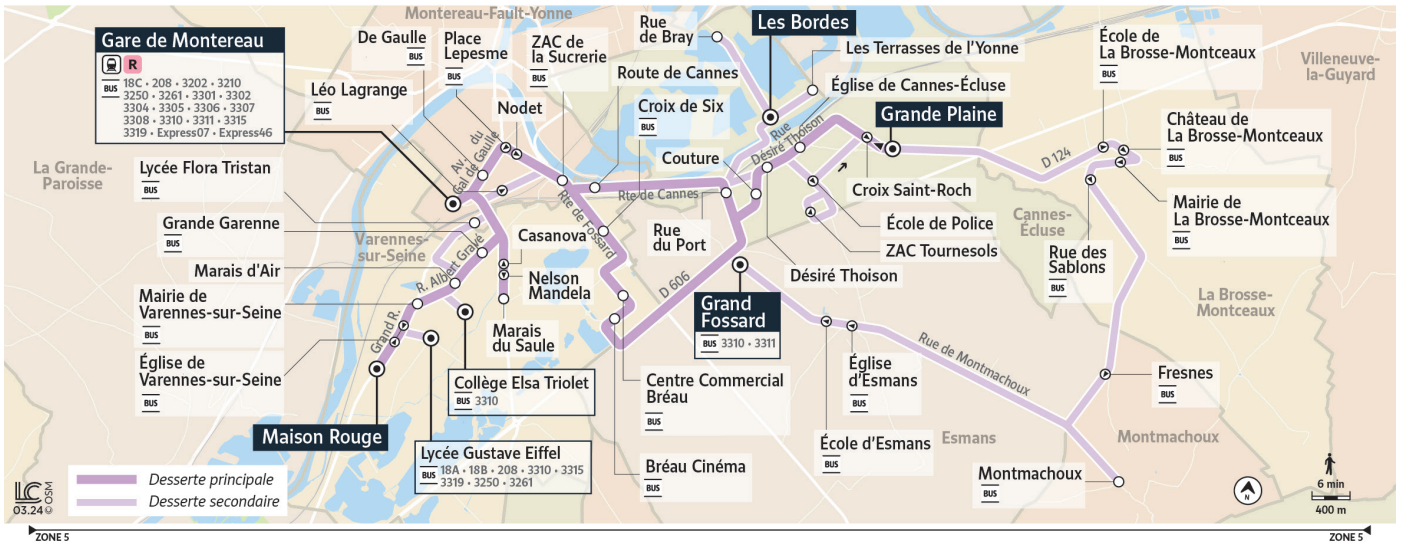 Montereau-Fault-Yonne
Gare de Montereau
R
BUS
18C • 208 • 3202 • 3210
3250 • 3261 • 3301 • 3302
3304 • 3305 • 3306 • 3307
3308 • 3310 • 3311 • 3315
3319 • Express07 • Express46
De Gaulle
BUS
Place
Lepesme
BUS
ZAC de
la Sucrerie
BUS
Rue
de Bray
Les Bordes
Les Terrasses de l'Yonne
École de
La Brosse-Montceaux
BUS
Villeneuve-
la-Guyard
Léo Lagrange
BUS
Nodet
Route de Cannes
Croix de Six
BUS
Église de Cannes-Écluse
Grande Plaine
Château de
La Brosse-Montceaux
BUS
Av. du
Gal de Gaulle
Rue
Désiré Thoison
Couture
D 124
La Grande-
Paroisse
Lycée Flora Tristan
BUS
Rte de Cannes
Croix Saint-Roch
Mairie de
La Brosse-Montceaux
BUS
Grande Garenne
BUS
Varennes-
sur-Seine
Rte de Fossard
Casanova
Rue
du Port
École de Police
Cannes-
Écluse
ZAC Tournesols
Rue des
Sablons
BUS
Marais d'Air
R. Albert Gravé
Nelson
Mandela
D 606
Désiré Thoison
Mairie de
Varennes-sur-Seine
BUS
Grand R.
Marais
du Saule
Grand
Fossard
BUS
3310 • 3311
La Brosse-
Montceaux
Église de
Varennes-sur-Seine
BUS
Rue de Montmachoux
Église
d'Esmans
BUS
Fresnes
BUS
Collège Elsa Triolet
BUS
3310
Centre Commercial
Bréau
BUS
Maison Rouge
Lycée Gustave Eiffel
BUS
18A • 18B • 208 • 3310 • 3315
3319 • 3250 • 3261
École d'Esmans
BUS
Esmans
Montmachoux
Bréau Cinéma
BUS
Montmachoux
BUS
Desserte principale
Desserte secondaire
LC
03.24 © OSM
N
6 min
400 m
ZONE 5
ZONE 5